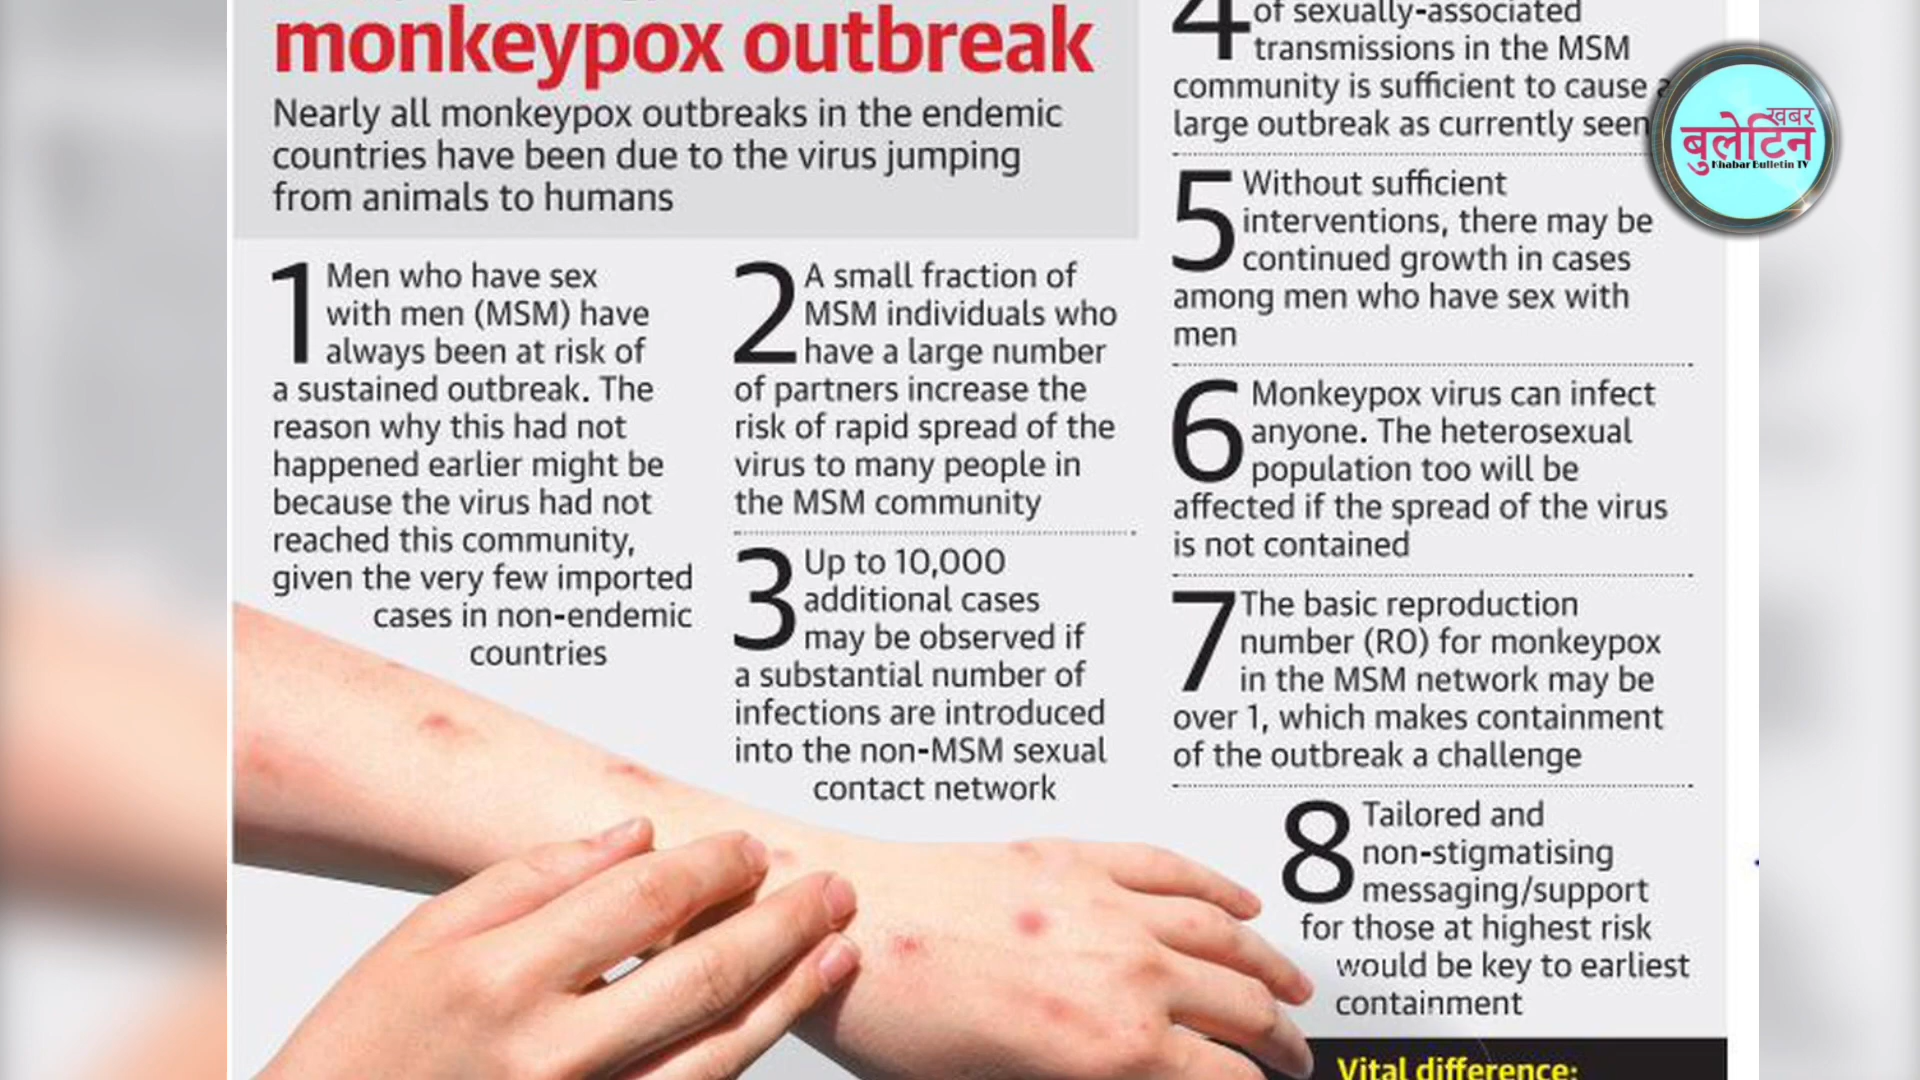 monkeypox outbreak
Nearly all monkeypox outbreaks in the endemic
countries have been due to the virus jumping
from animals to humans
1 Men who have sex
with men (MSM) have
always been at risk of
a sustained outbreak. The
reason why this had not
happened earlier might be
because the virus had not
reached this community,
given the very few imported
cases in non-endemic
countries
2 A small fraction of
MSM individuals who
have a large number
of partners increase the
risk of rapid spread of the
virus to many people in
the MSM community
3 Up to 10,000
additional cases
may be observed if
a substantial number of
infections are introduced
into the non-MSM sexual
contact network
4 of sexually-associated
transmissions in the MSM
community is sufficient to cause a
large outbreak as currently seen
5 Without sufficient
interventions, there may be
continued growth in cases
among men who have sex with
men
6 Monkeypox virus can infect
anyone. The heterosexual
population too will be
affected if the spread of the virus
is not contained
7 The basic reproduction
number (RO) for monkeypox
in the MSM network may be
over 1, which makes containment
of the outbreak a challenge
8 Tailored and
non-stigmatising
messaging/support
for those at highest risk
would be key to earliest
containment
Vital difference:
खबर
बुलेटिन
Khabar Bulletin TV